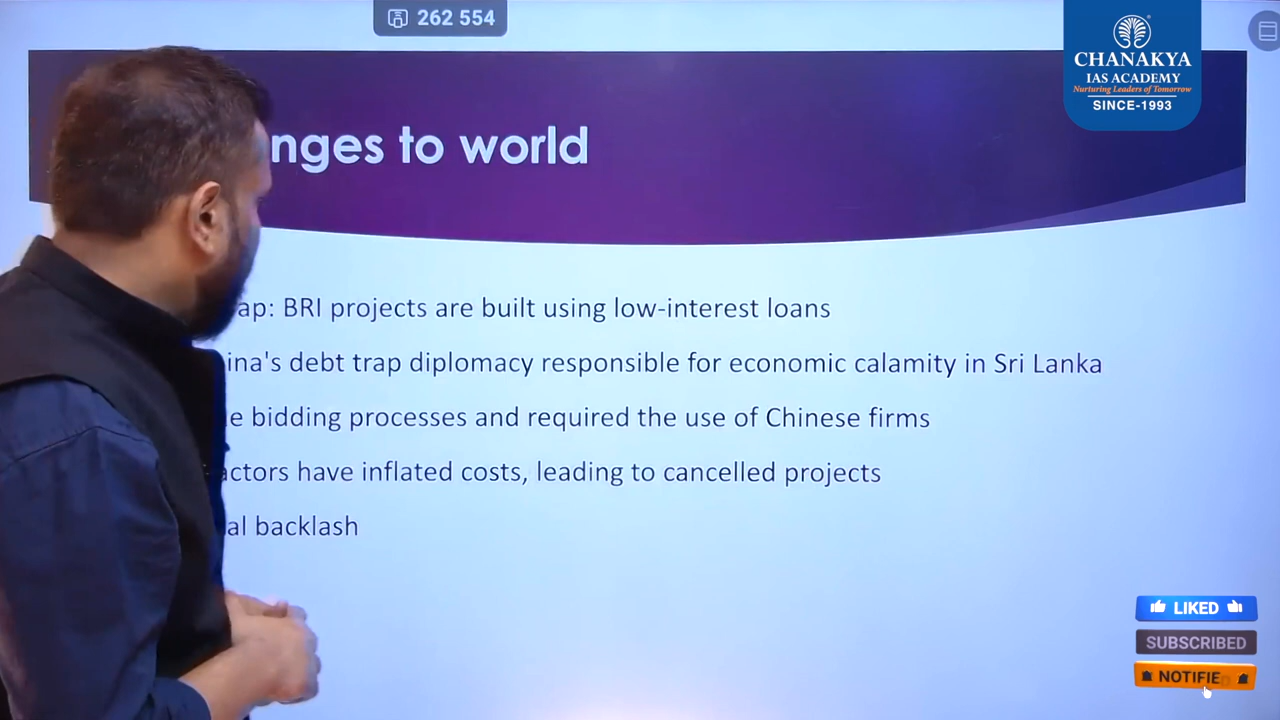 262 554
CHANAKYA
IAS ACADEMY
Nurturing Leaders of Tomorrow
SINCE-1993
nges to world
ap: BRI projects are built using low-interest loans
ina's debt trap diplomacy responsible for economic calamity in Sri Lanka
e bidding processes and required the use of Chinese firms
actors have inflated costs, leading to cancelled projects
al backlash
LIKED
SUBSCRIBED
NOTIFIE